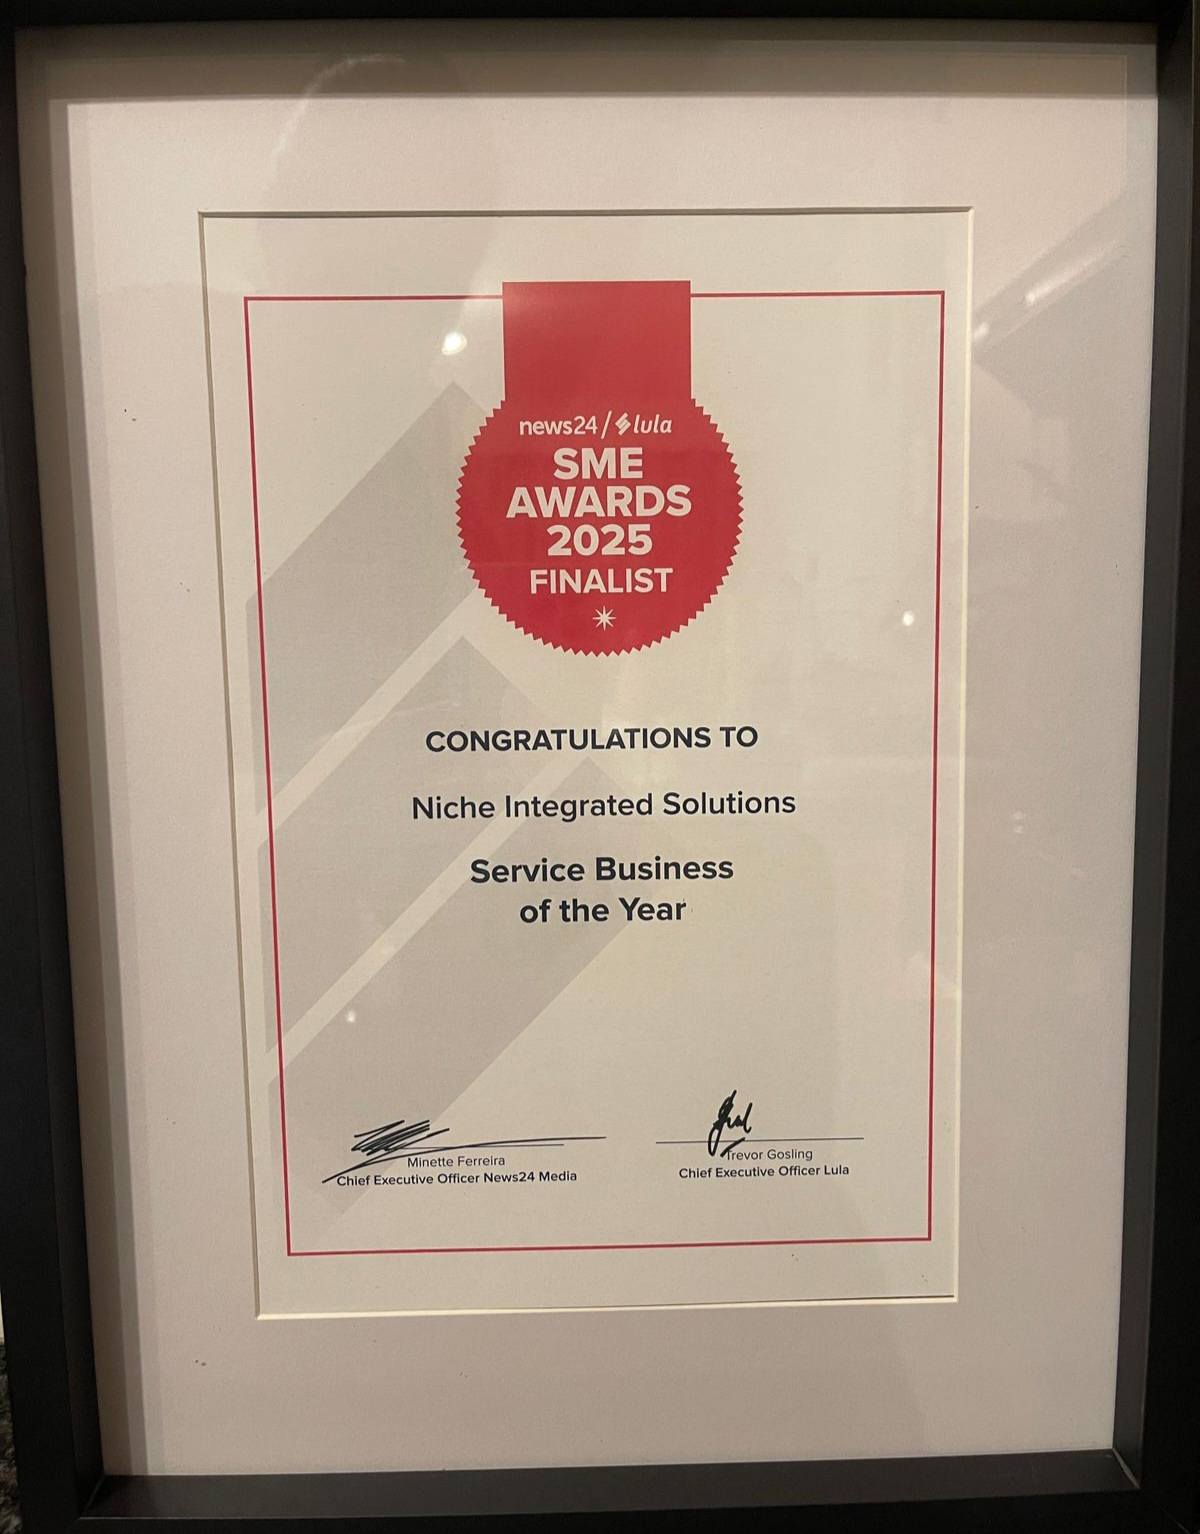 news24/lula
SME
AWARDS
2025
FINALIST
CONGRATULATIONS TO
Niche Integrated Solutions
Service Business
of the Year
Minette Ferreira
Chief Executive Officer News24 Media
Trevor Gosling
Chief Executive Officer Lula